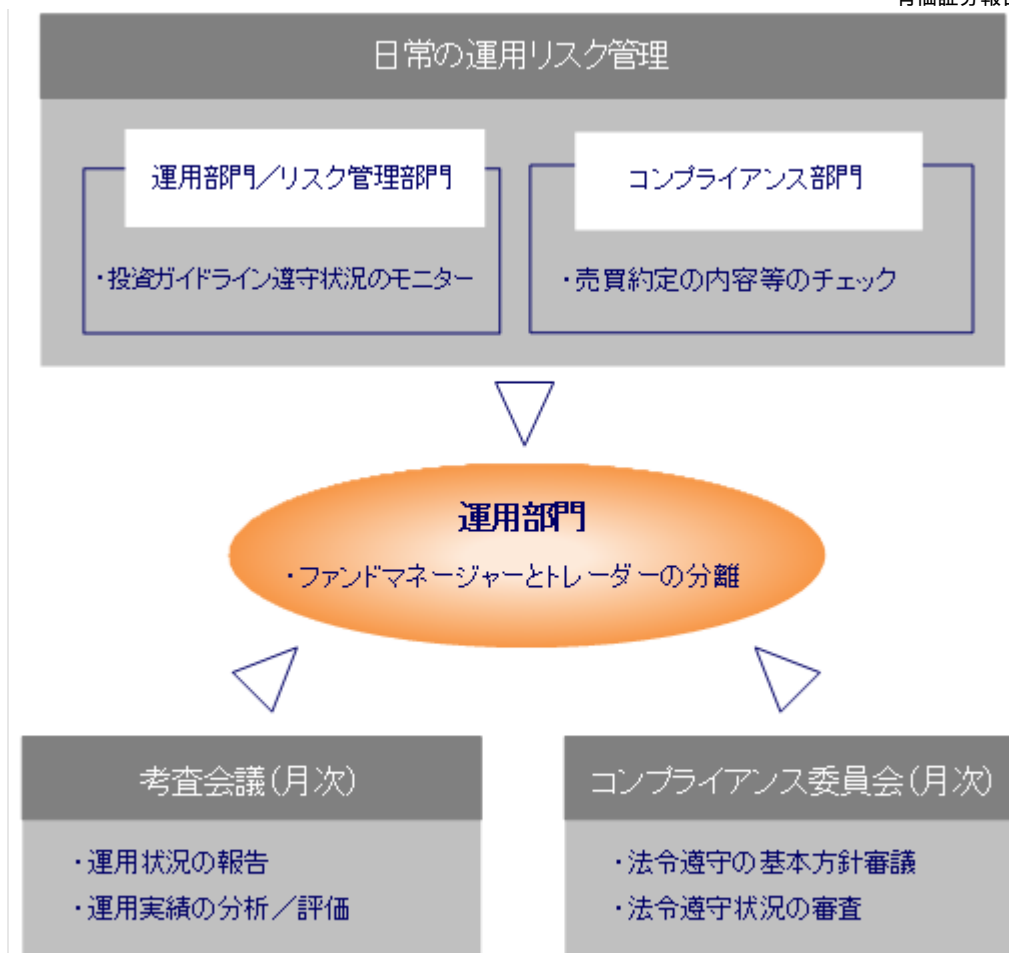 日常の運用リスク管理
運用部門／リスク管理部門
コンプライアンス部門
・投資ガイドライン遵守状況のモニター
・売買約定の内容等のチェック
運用部門
・ファンドマネージャーとトレーダーの分離
考査会議（月次）
・運用状況の報告
・運用実績の分析／評価
コンプライアンス委員会（月次）
・法令遵守の基本方針審議
・法令遵守状況の審査